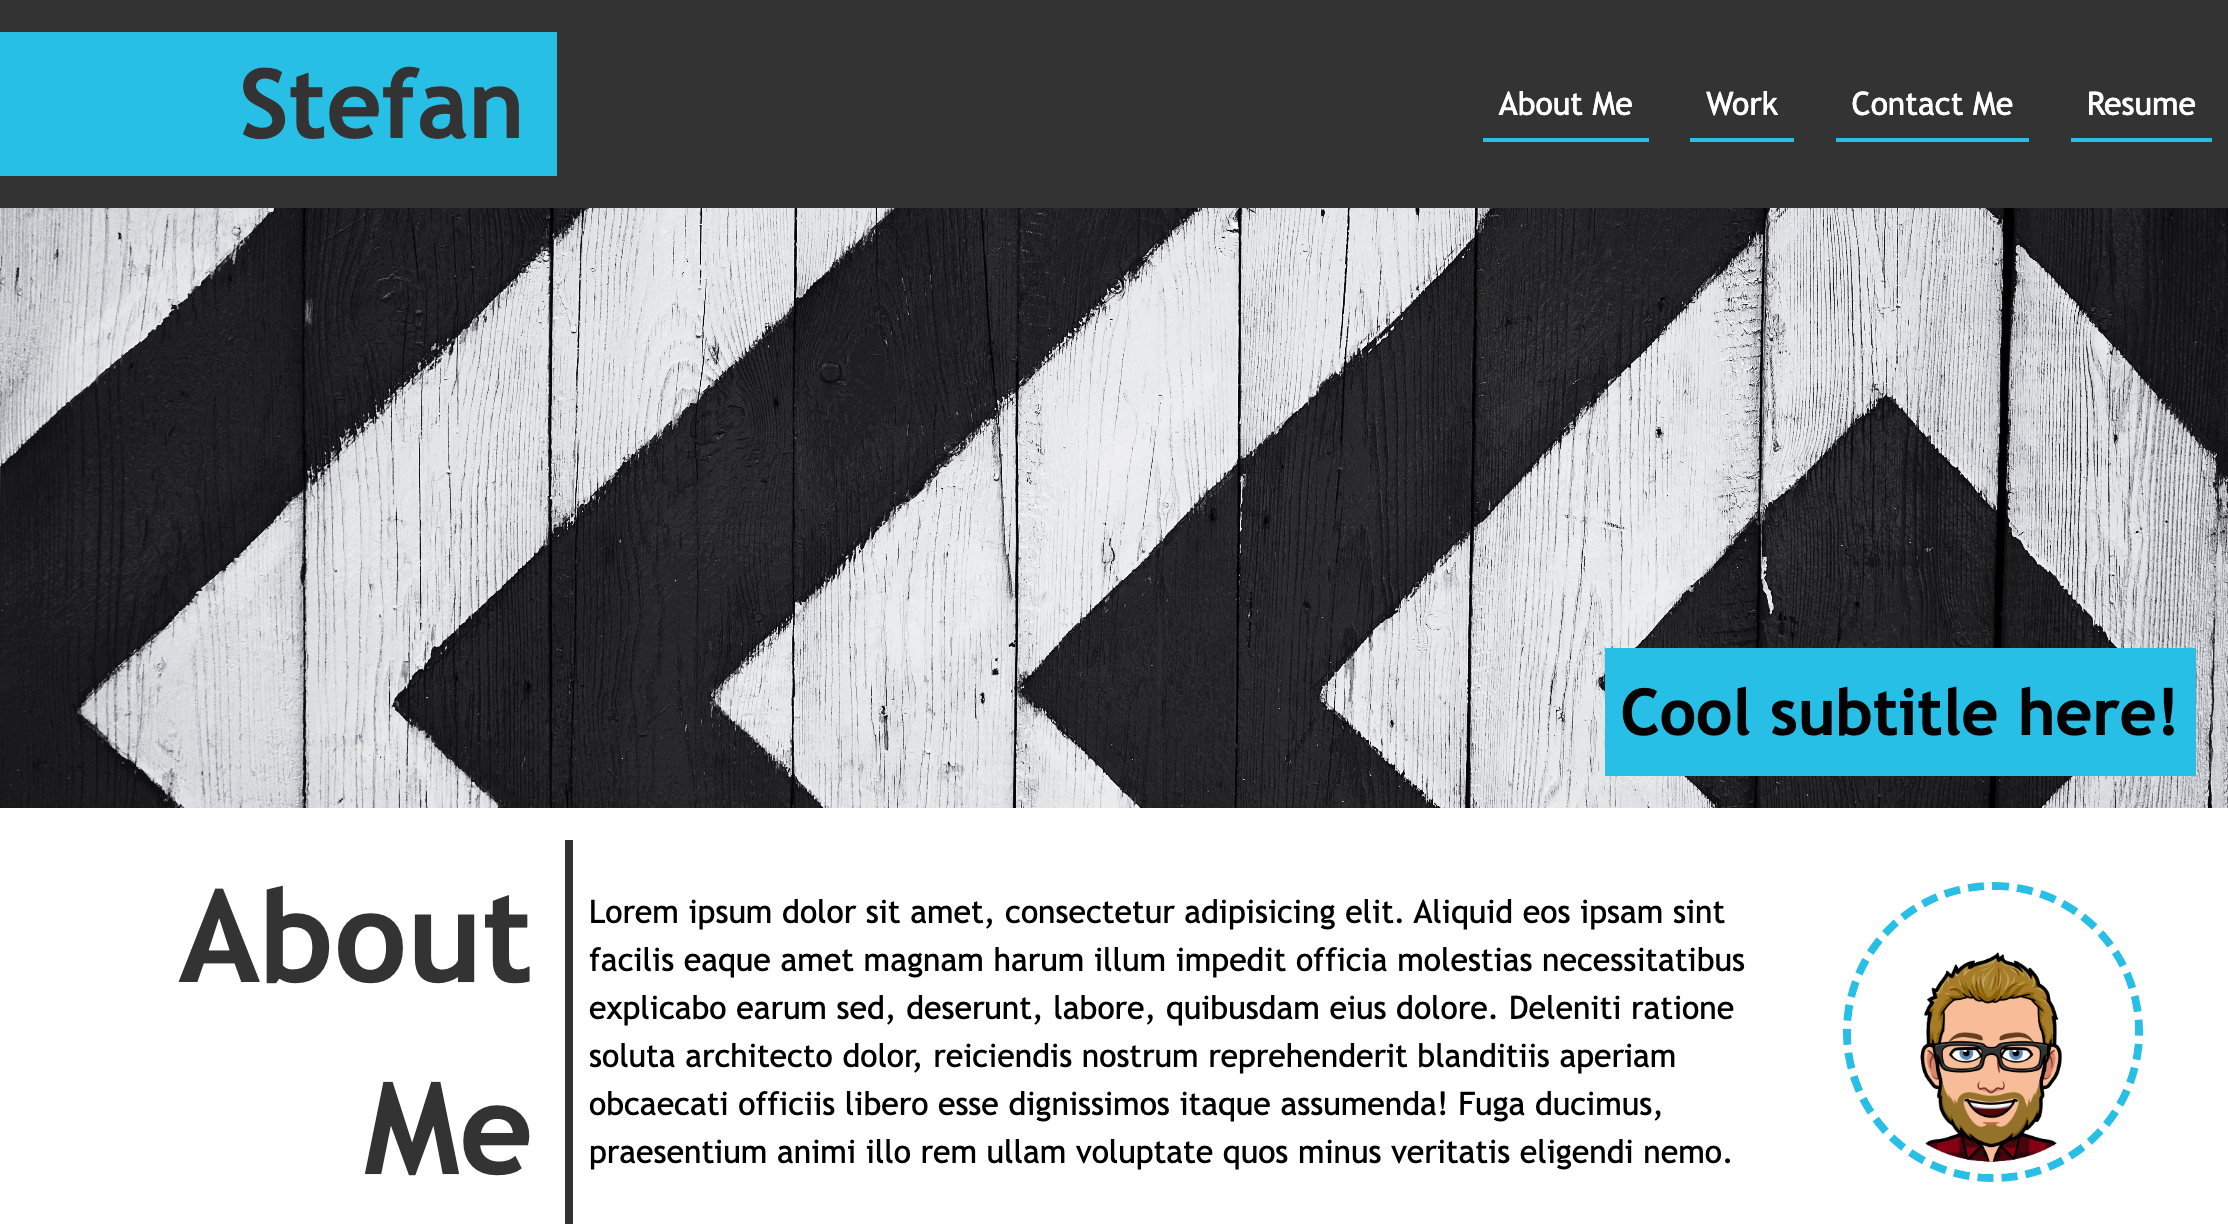 Stefan
About Me
Work
Contact Me
Resume
Cool subtitle here!
About
Me
Lorem ipsum dolor sit amet, consectetur adipisicing elit. Aliquid eos ipsam sint
facilis eaque amet magnam harum illum impedit officia molestias necessitatibus
explicabo earum sed, deserunt, labore, quibusdam eius dolore. Deleniti ratione
soluta architecto dolor, reiciendis nostrum reprehenderit blanditiis aperiam
obcaecati officiis libero esse dignissimos itaque assumenda! Fuga ducimus,
praesentium animi illo rem ullam voluptate quos minus veritatis eligendi nemo.